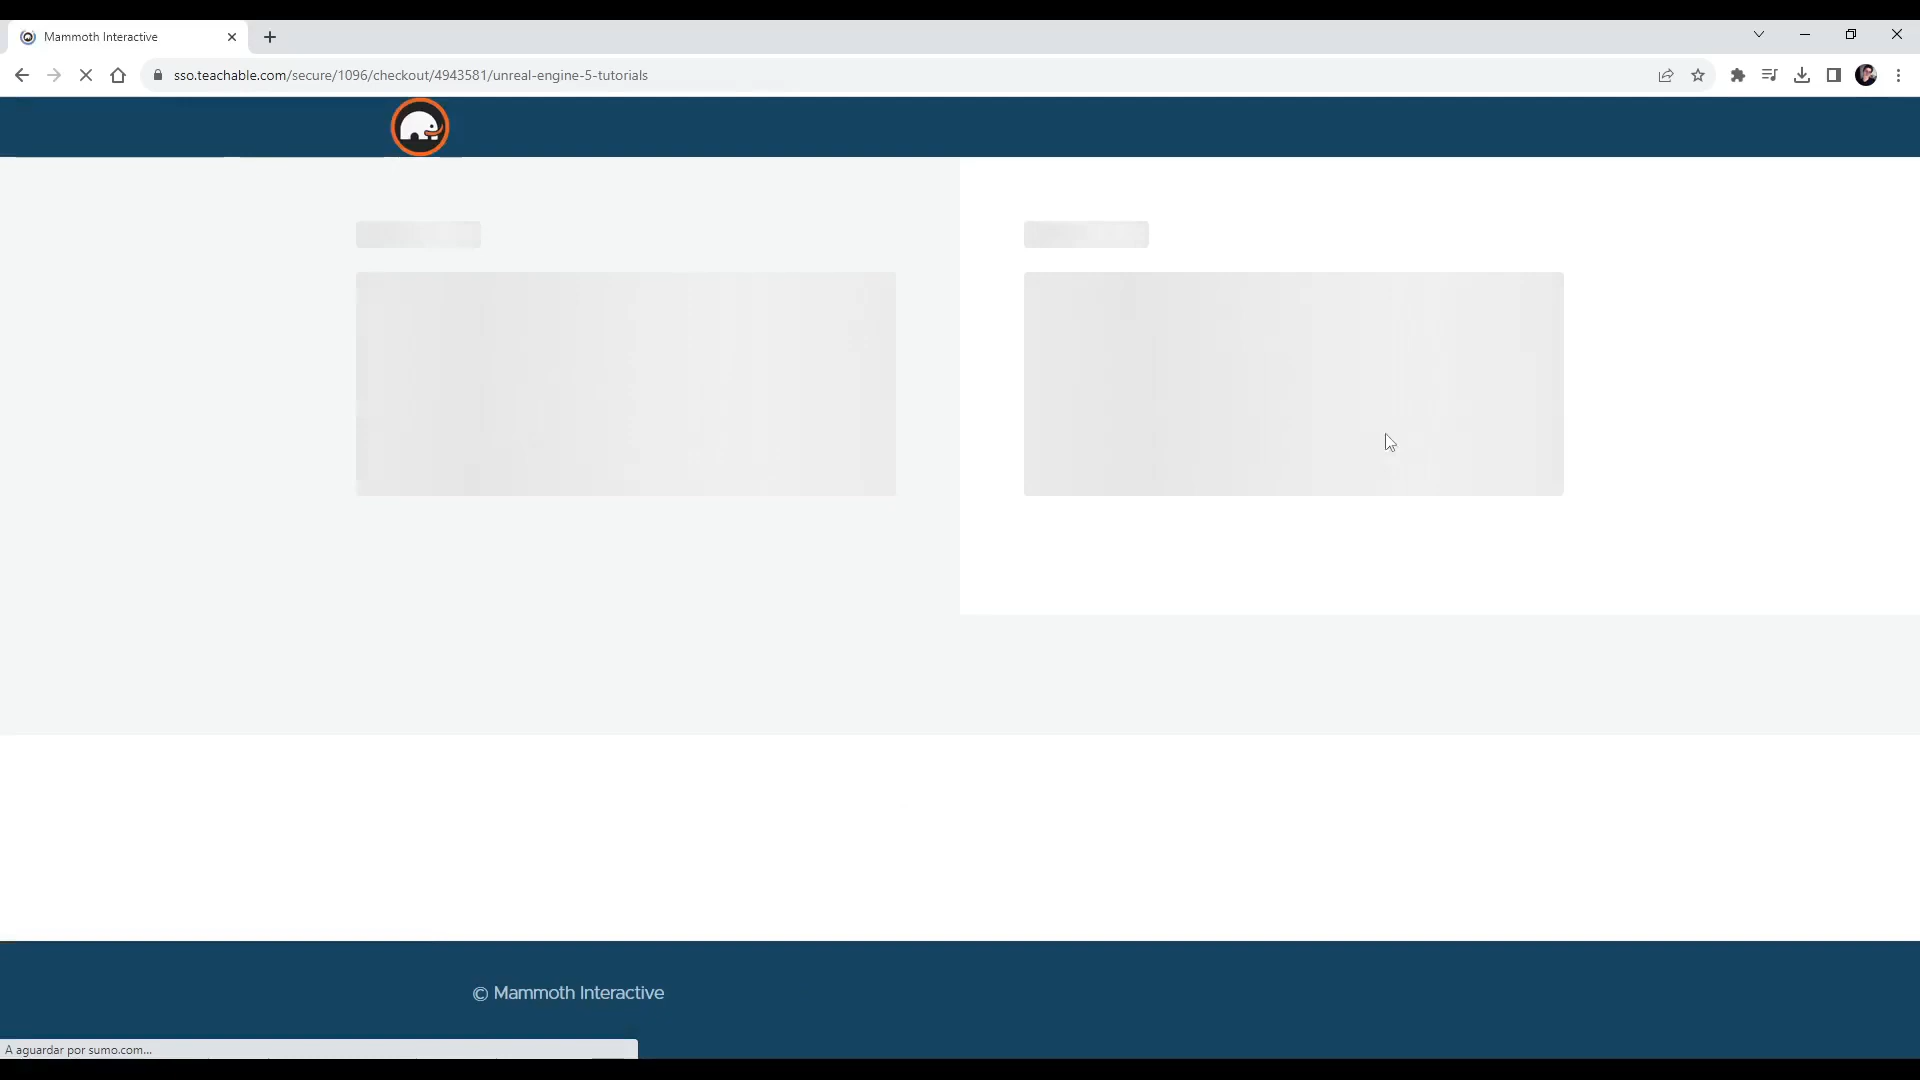 Mammoth Interactive
sso.teachable.com/secure/1096/checkout/4943581/unreal-engine-5-tutorials
© Mammoth Interactive
A aguardar por sumo.com...